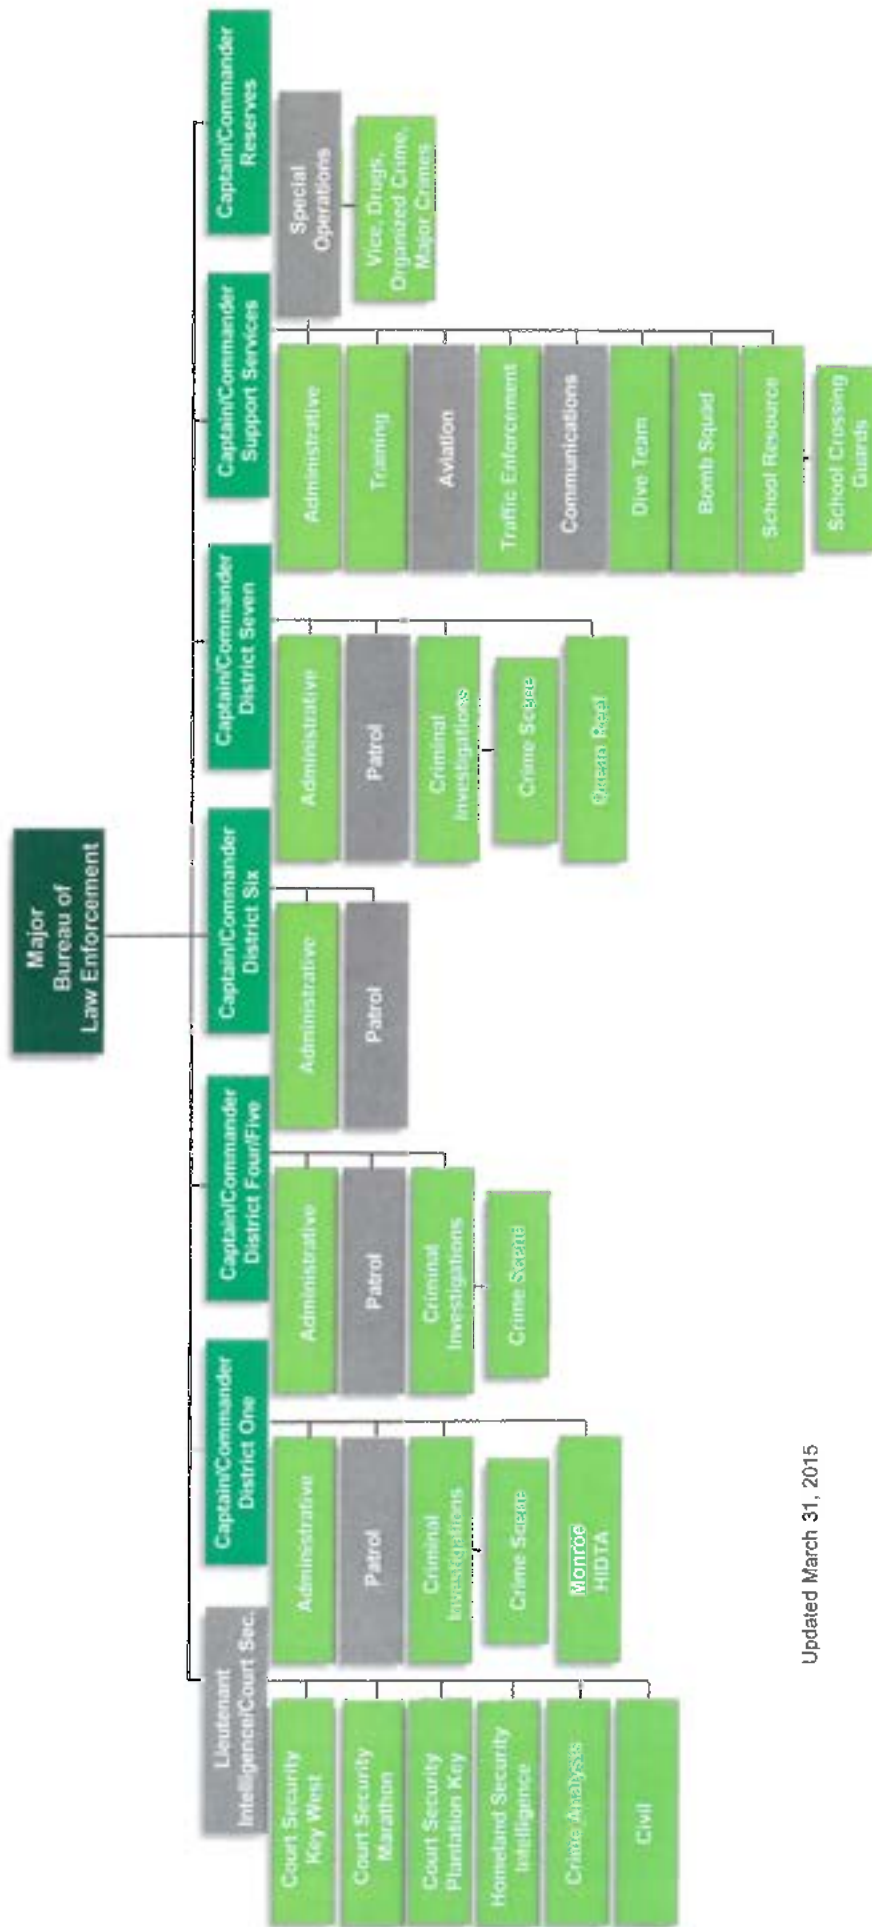 Major
Bureau of
Law Enforcement
Lieutenant
Intelligence/Court Sec.
Court Security
Key West
Court Security
Marathon
Court Security
Plantation Key
Homeland Security
Intelligence
Crime Analysis
Civil
Captain/Commander
District One
Administrative
Patrol
Criminal
Investigations
Crime Scene
Monroe
HIDTA
Captain/Commander
District Four/Five
Administrative
Patrol
Criminal
Investigations
Crime Scene
Captain/Commander
District Six
Administrative
Patrol
Captain/Commander
District Seven
Administrative
Patrol
Criminal
Investigations
Crime Scene
Ocean Reef
Captain/Commander
Support Services
Administrative
Training
Aviation
Traffic Enforcement
Communications
Dive Team
Bomb Squad
School Resource
School Crossing
Guards
Special
Operations
Vice, Drugs,
Organized Crime,
Major Crimes
Captain/Commander
Reserves
Updated March 31, 2015